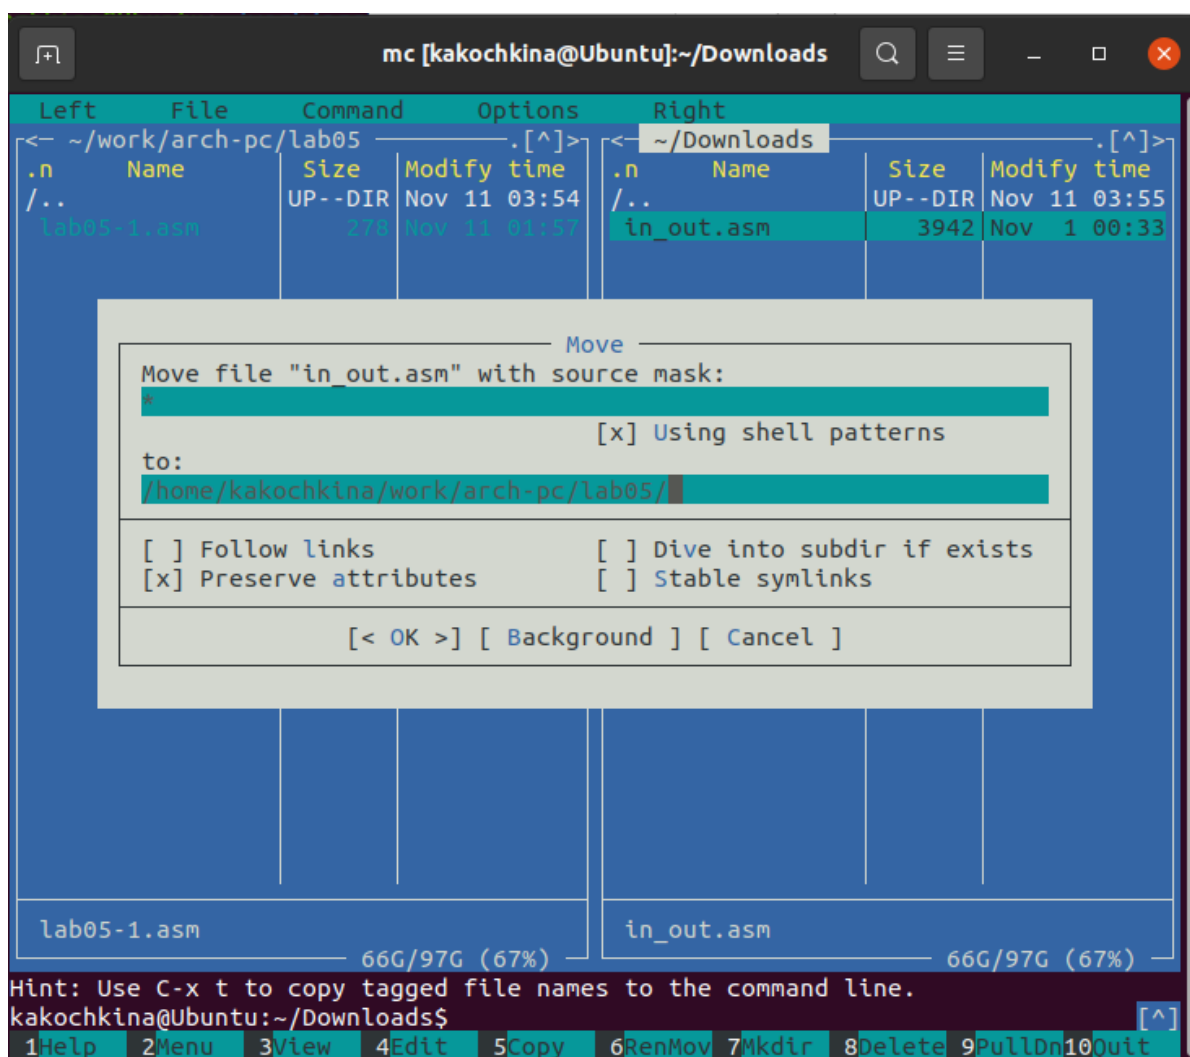 mc [kakochkina@Ubuntu]:~/Downloads
Left File Command Options Right
<─ ~/work/arch-pc/lab05 ─.[^]>
<─ ~/Downloads ─.[^]>
.n Name Size Modify time .n Name Size Modify time
/.. UP--DIR Nov 11 03:54 /.. UP--DIR Nov 11 03:55
lab05-1.asm 278 Nov 11 01:57 in_out.asm 3942 Nov 1 00:33
Move
Move file "in_out.asm" with source mask:
*
[x] Using shell patterns
to:
/home/kakochkina/work/arch-pc/lab05/
[ ] Follow links [ ] Dive into subdir if exists
[x] Preserve attributes [ ] Stable symlinks
[< OK >] [ Background ] [ Cancel ]
lab05-1.asm in_out.asm
66G/97G (67%) 66G/97G (67%)
Hint: Use C-x t to copy tagged file names to the command line.
kakochkina@Ubuntu:~/Downloads$ [^]
1Help 2Menu 3View 4Edit 5Copy 6RenMov 7Mkdir 8Delete 9PullDn 10Quit